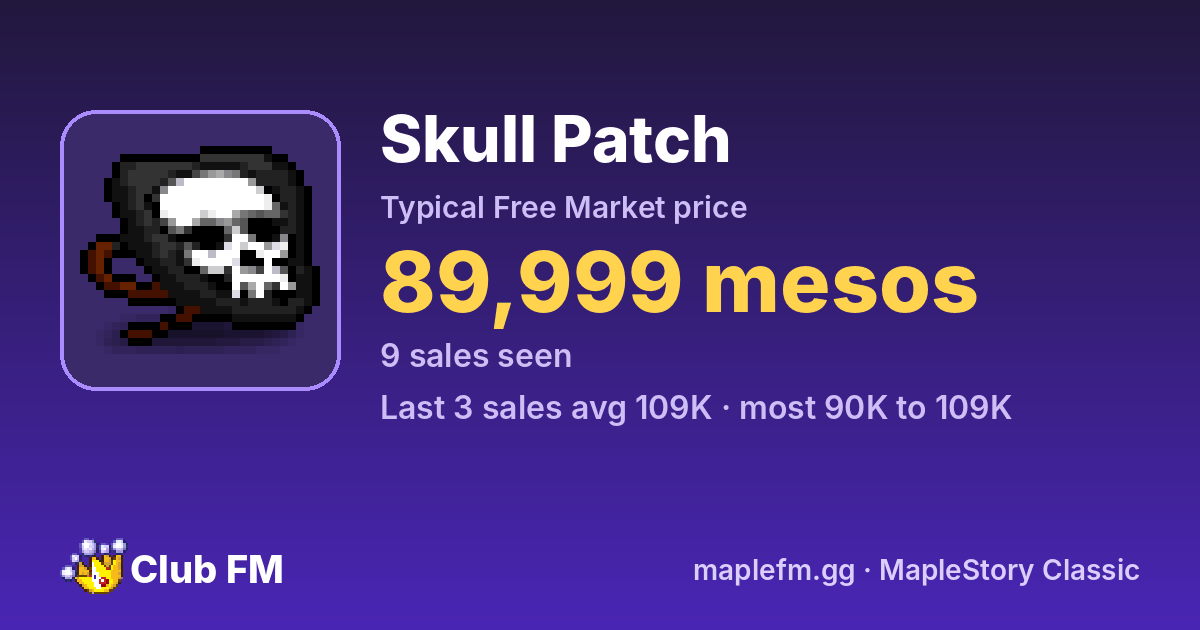 Skull Patch
Typical Free Market price
89,999 mesos
9 sales seen
Last 3 sales avg 109K · most 90K to 109K
Club FM
maplefm.gg · MapleStory Classic